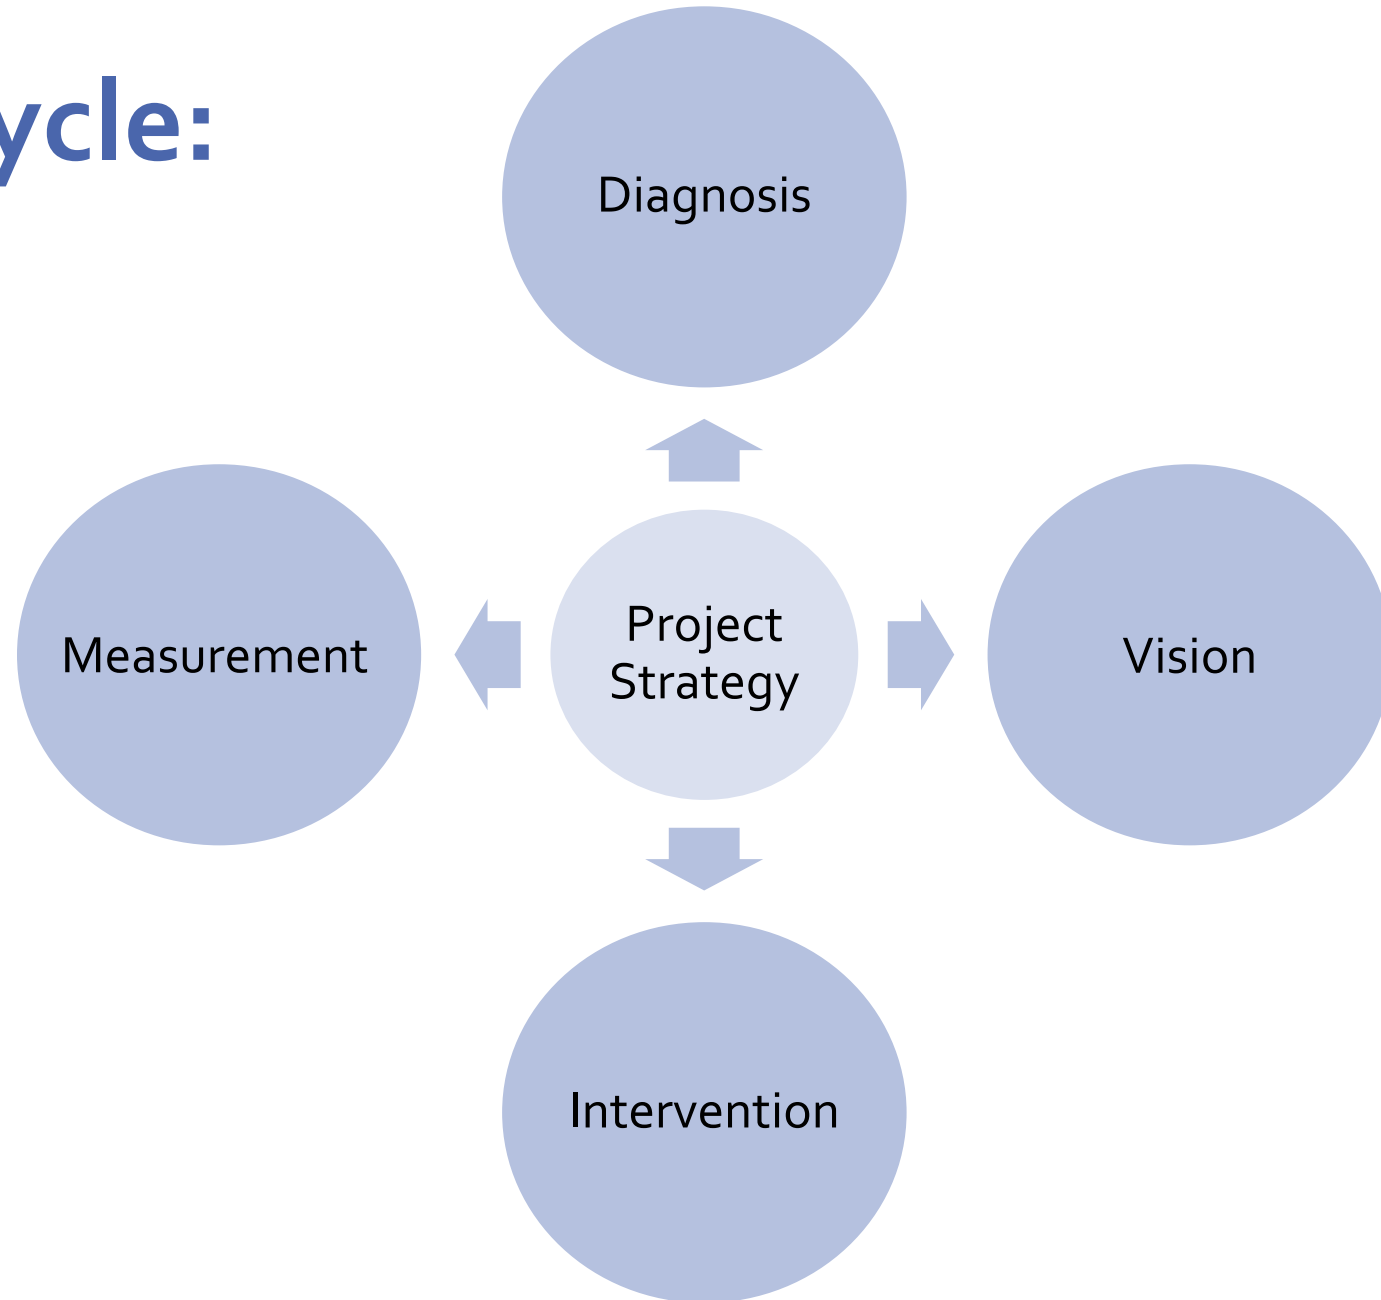 ycle:
Diagnosis
Measurement
Project
Strategy
Vision
Intervention